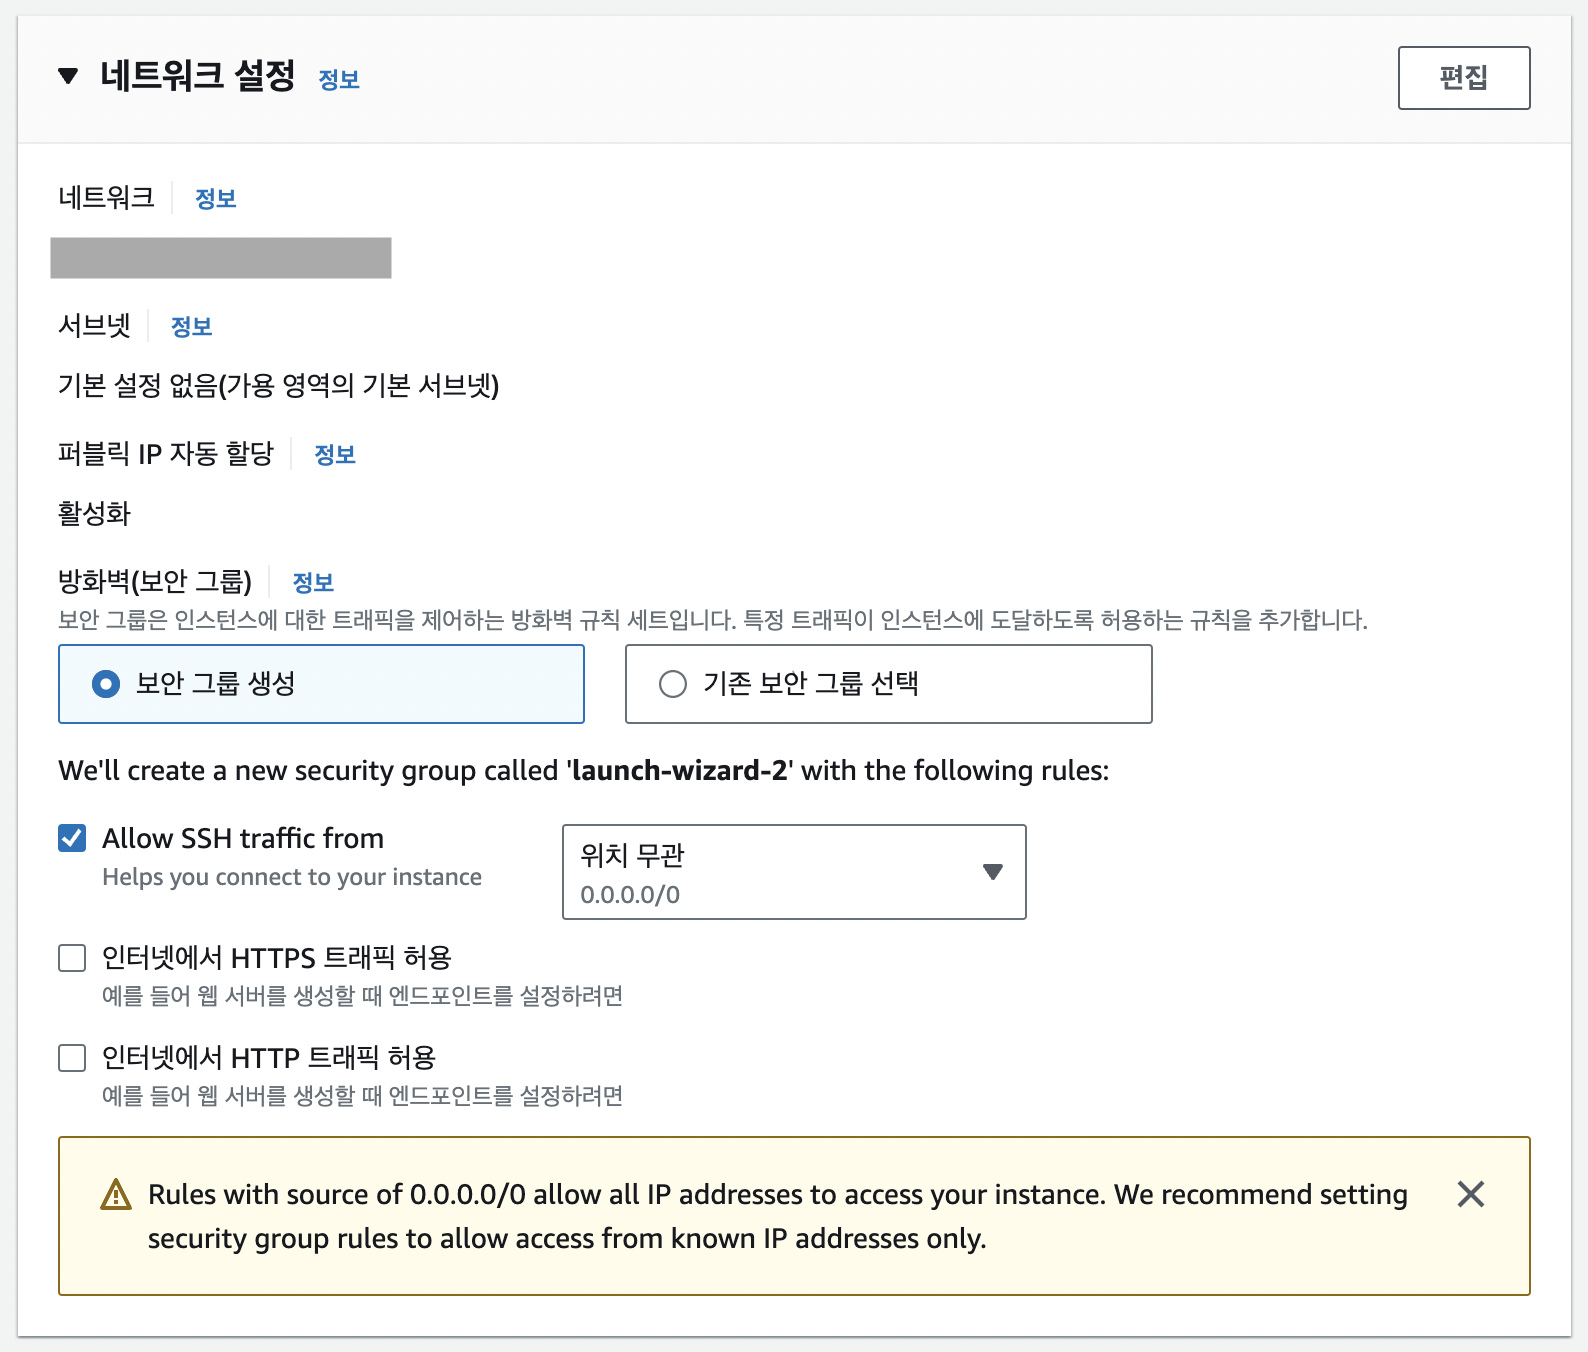 네트워크 설정 정보
편집
네트워크 정보
서브넷 정보
기본 설정 없음(가용 영역의 기본 서브넷)
퍼블릭 IP 자동 할당 정보
활성화
방화벽(보안 그룹) 정보
보안 그룹은 인스턴스에 대한 트래픽을 제어하는 방화벽 규칙 세트입니다. 특정 트래픽이 인스턴스에 도달하도록 허용하는 규칙을 추가합니다.
보안 그룹 생성
기존 보안 그룹 선택
We'll create a new security group called 'launch-wizard-2' with the following rules:
Allow SSH traffic from
Helps you connect to your instance
위치 무관
0.0.0.0/0
인터넷에서 HTTPS 트래픽 허용
예를 들어 웹 서버를 생성할 때 엔드포인트를 설정하려면
인터넷에서 HTTP 트래픽 허용
예를 들어 웹 서버를 생성할 때 엔드포인트를 설정하려면
Rules with source of 0.0.0.0/0 allow all IP addresses to access your instance. We recommend setting
security group rules to allow access from known IP addresses only.